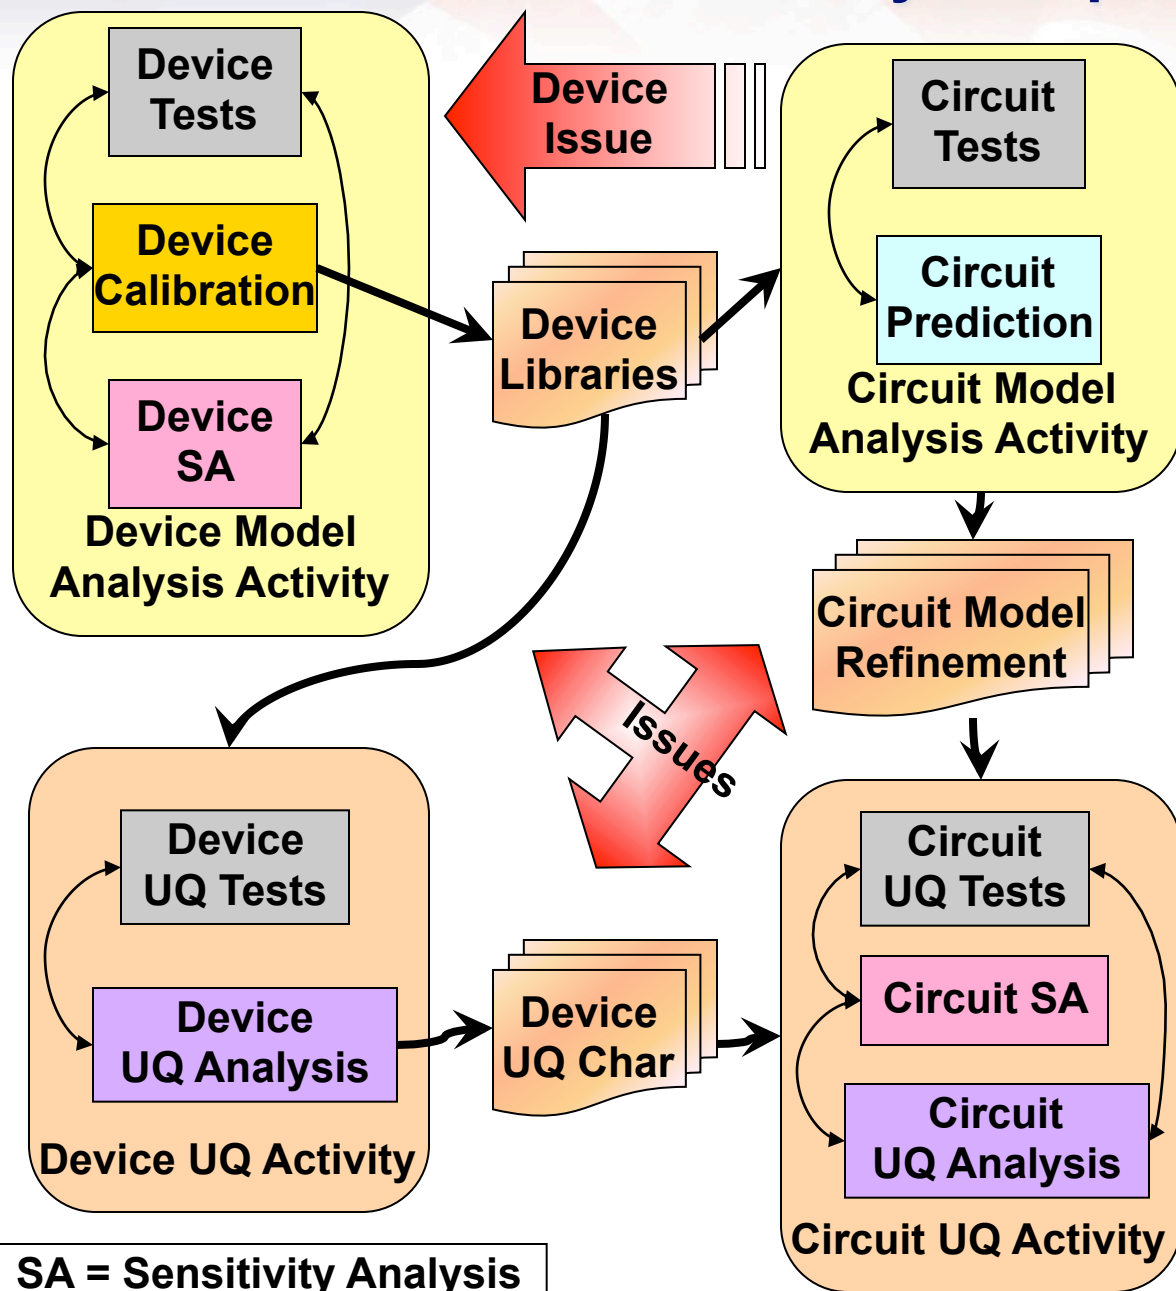 Device
Tests
Device
Calibration
Device
SA
Device Model
Analysis Activity
Device
Issue
Circuit
Tests
Circuit
Prediction
Circuit Model
Analysis Activity
Device
Libraries
Circuit Model
Refinement
Issues
Device
UQ Tests
Device
UQ Analysis
Device UQ Activity
Device
UQ Char
Circuit
UQ Tests
Circuit SA
Circuit
UQ Analysis
Circuit UQ Activity
SA = Sensitivity Analysis